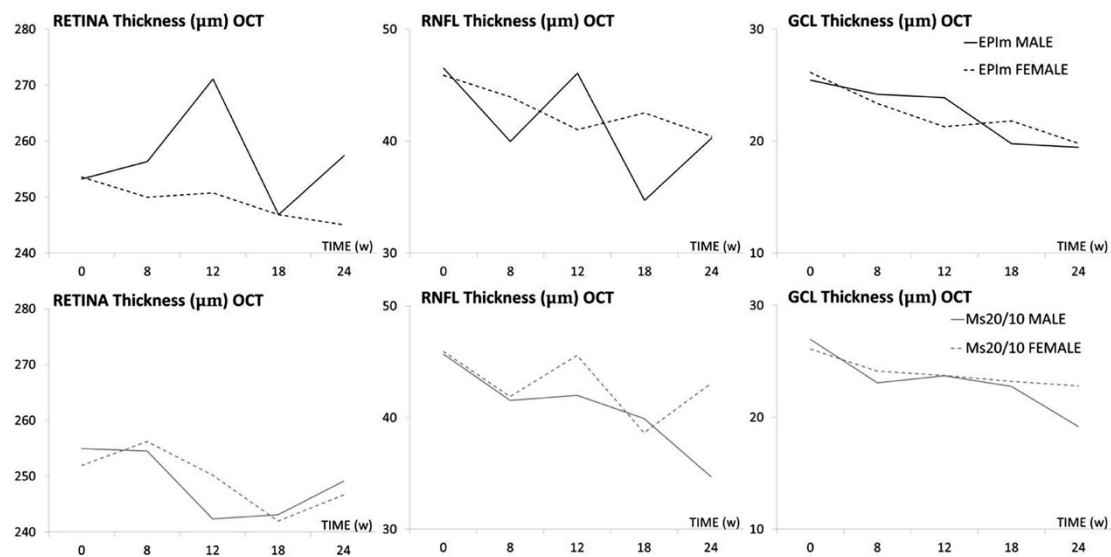 RETINA Thickness (µm) OCT
280
270
260
250
240
TIME (w)
0 8 12 18 24
RNFL Thickness (µm) OCT
50
40
30
TIME (w)
0 8 12 18 24
GCL Thickness (µm) OCT
30
20
10
EPIm MALE
EPIm FEMALE
TIME (w)
0 8 12 18 24
RETINA Thickness (µm) OCT
280
270
260
250
240
TIME (w)
0 8 12 18 24
RNFL Thickness (µm) OCT
50
40
30
TIME (w)
0 8 12 18 24
GCL Thickness (µm) OCT
30
20
10
Ms20/10 MALE
Ms20/10 FEMALE
TIME (w)
0 8 12 18 24